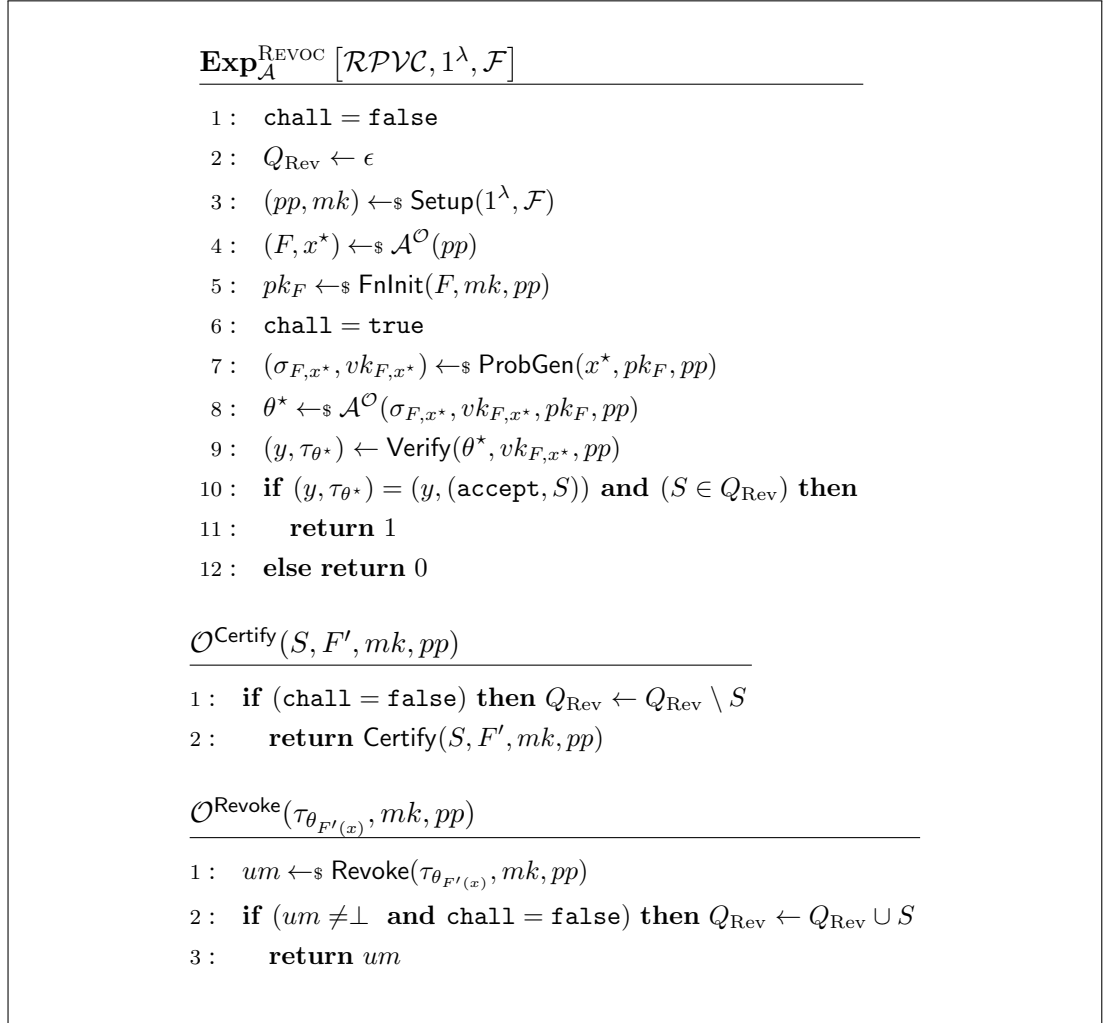 Exp_𝒜^Revoc [ℛ𝒫𝒱𝒞, 1^λ, ℱ]
1 : chall = false
2 : Q_Rev ← ϵ
3 : (pp, mk) ←$ Setup(1^λ, ℱ)
4 : (F, x^⋆) ←$ 𝒜^𝒪(pp)
5 : pk_F ←$ FnInit(F, mk, pp)
6 : chall = true
7 : (σ_{F,x^⋆}, vk_{F,x^⋆}) ←$ ProbGen(x^⋆, pk_F, pp)
8 : θ^⋆ ←$ 𝒜^𝒪(σ_{F,x^⋆}, vk_{F,x^⋆}, pk_F, pp)
9 : (y, τ_{θ^⋆}) ← Verify(θ^⋆, vk_{F,x^⋆}, pp)
10 : if (y, τ_{θ^⋆}) = (y, (accept, S)) and (S ∈ Q_Rev) then
11 : return 1
12 : else return 0
𝒪^Certify(S, F′, mk, pp)
1 : if (chall = false) then Q_Rev ← Q_Rev \ S
2 : return Certify(S, F′, mk, pp)
𝒪^Revoke(τ_{θ_{F′(x)}}, mk, pp)
1 : um ←$ Revoke(τ_{θ_{F′(x)}}, mk, pp)
2 : if (um ≠⊥ and chall = false) then Q_Rev ← Q_Rev ∪ S
3 : return um